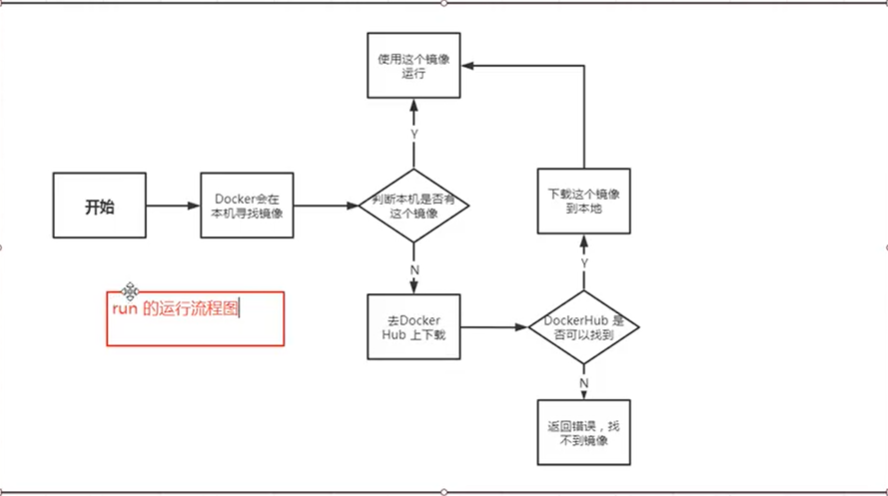 使用这个镜像
运行
Y
开始
Docker会在
本机寻找镜像
判断本机是否有
这个镜像
下载这个镜像
到本地
N
Y
run 的运行流程图
去Docker
Hub 上下载
DockerHub 是
否可以找到
N
返回错误，找
不到镜像